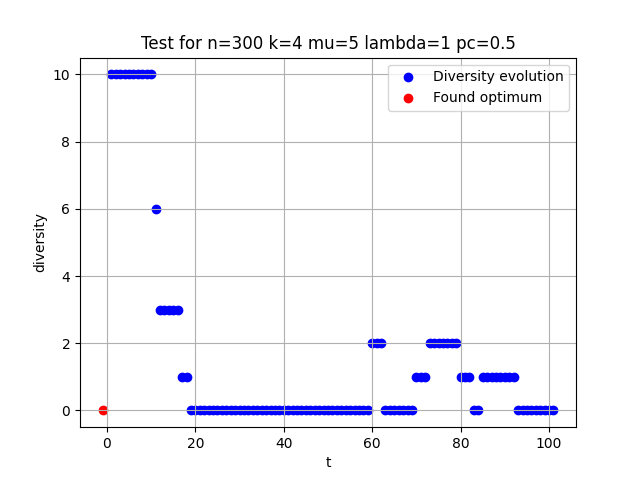 Test for n=300 k=4 mu=5 lambda=1 pc=0.5
Diversity evolution
Found optimum
10
8
6
4
2
0
diversity
0 20 40 60 80 100
t